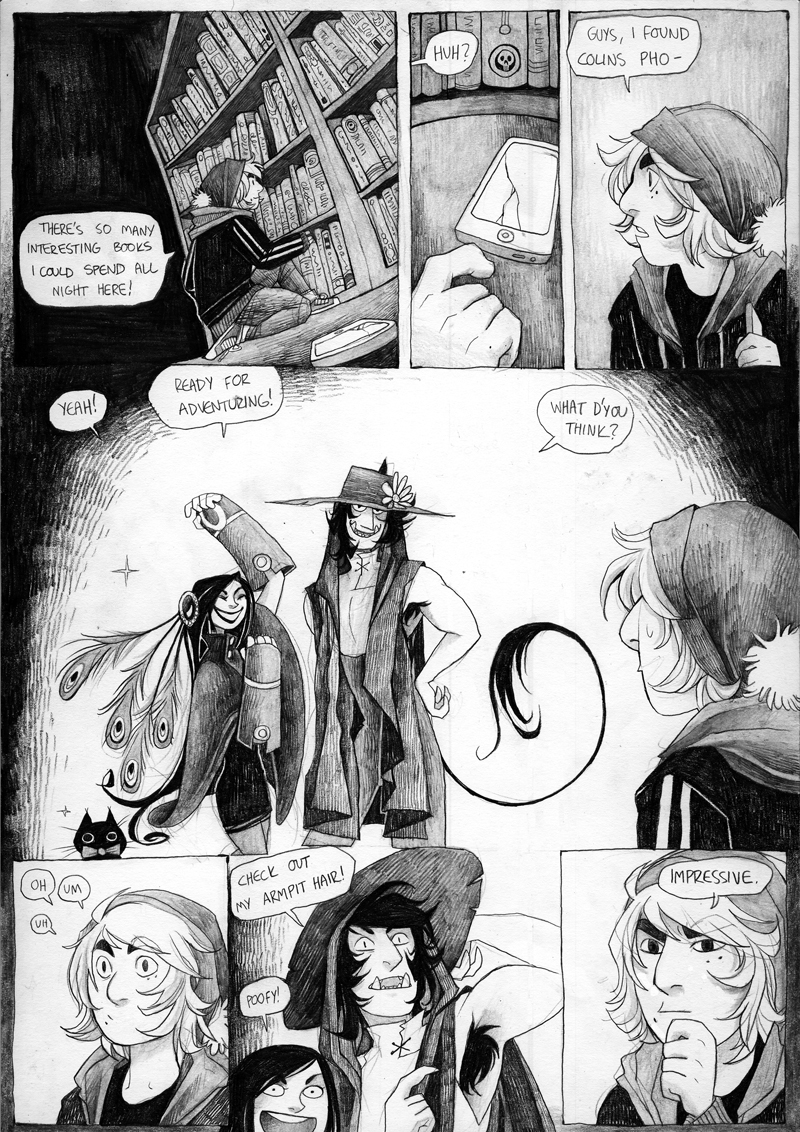 THERE'S SO MANY
INTERESTING BOOKS
I COULD SPEND ALL
NIGHT HERE!
HUH?
GUYS, I FOUND
COLINS PHO-
YEAH!
READY FOR
ADVENTURING!
WHAT D'YOU
THINK?
OH
UM
UH
CHECK OUT
MY ARMPIT HAIR!
POOFY!
IMPRESSIVE.